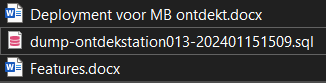 Deployment voor MB ontdekt.docx
dump-ontdekstation013-202401151509.sql
Features.docx